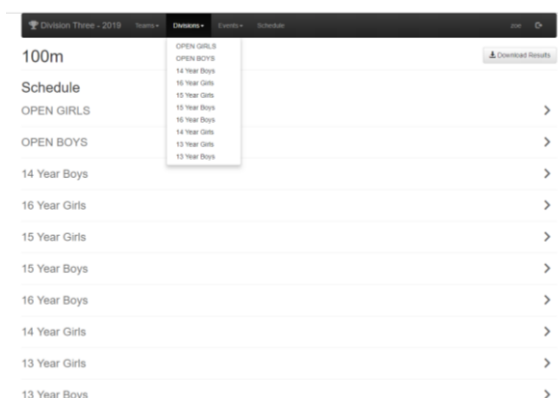 Division Three - 2019 Teams Divisions Events Schedule zoe
OPEN GIRLS
OPEN BOYS
14 Year Boys
16 Year Girls
15 Year Girls
15 Year Boys
16 Year Boys
14 Year Girls
13 Year Girls
13 Year Boys
100m
Download Results
Schedule
OPEN GIRLS
OPEN BOYS
14 Year Boys
16 Year Girls
15 Year Girls
15 Year Boys
16 Year Boys
14 Year Girls
13 Year Girls
13 Year Boys